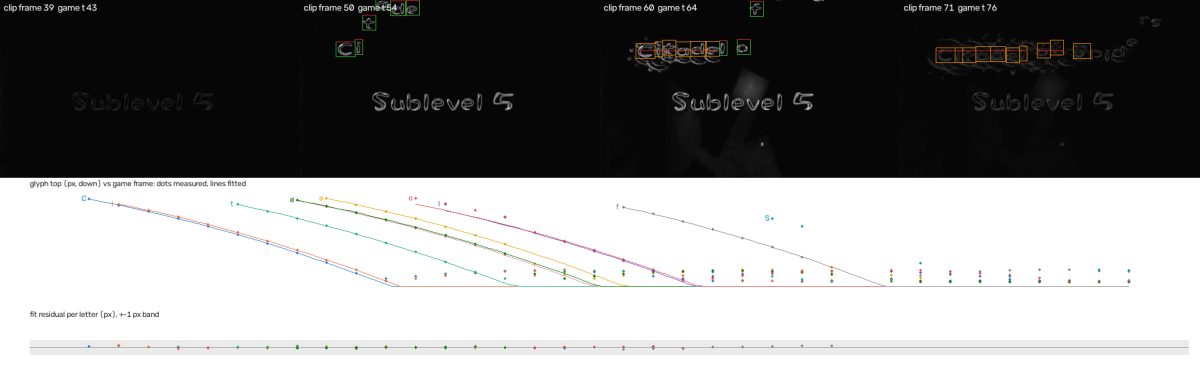 clip frame 39 game t 43
Sublevel 5
clip frame 50 game t 54
Sublevel 5
clip frame 60 game t 64
Citadel o
Sublevel 5
clip frame 71 game t 76
Sublevel 5
glyph top (px, down) vs game frame: dots measured, lines fitted
C t e a o l f S
fit residual per letter (px), +-1 px band